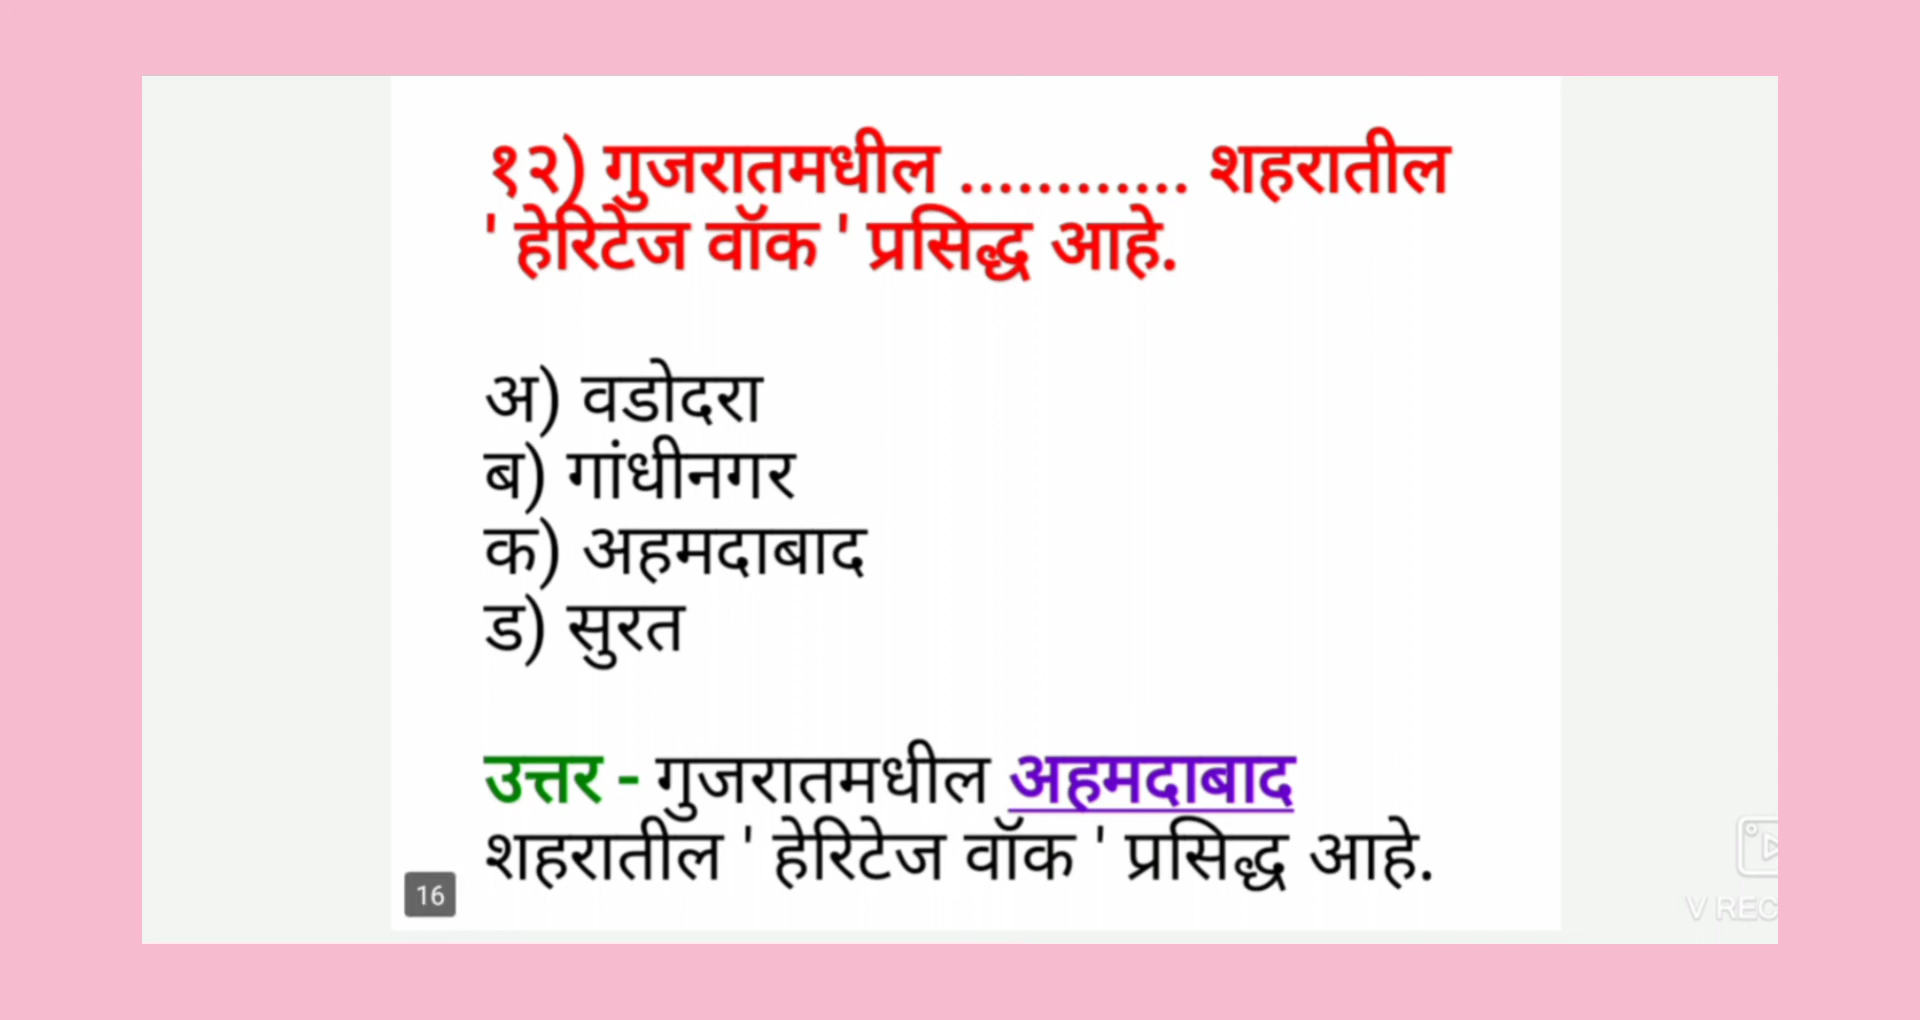 १२) गुजरातमधील ............ शहरातील
' हेरिटेज वॉक ' प्रसिद्ध आहे.
अ) वडोदरा
ब) गांधीनगर
क) अहमदाबाद
ड) सुरत
उत्तर - गुजरातमधील अहमदाबाद
शहरातील ' हेरिटेज वॉक ' प्रसिद्ध आहे.
16
V REC